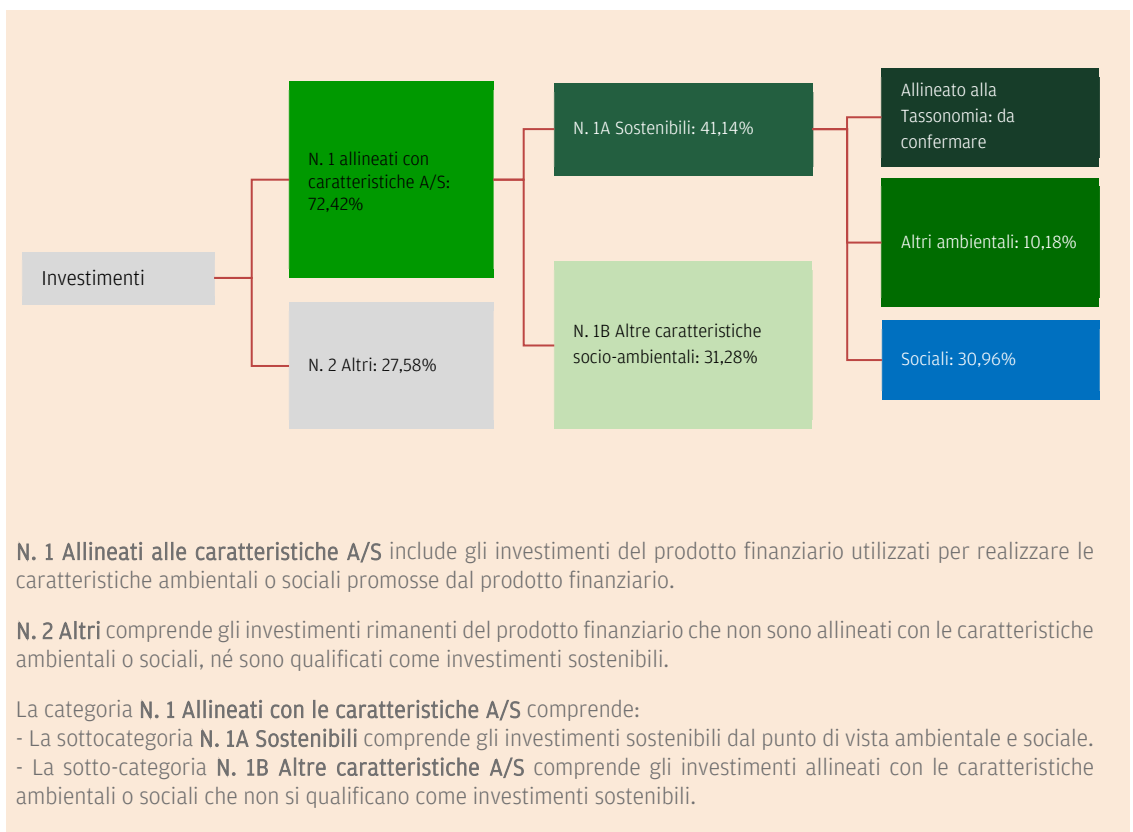 Investimenti
N. 1 allineati con
caratteristiche A/S:
72,42%
N. 2 Altri: 27,58%
N. 1A Sostenibili: 41,14%
N. 1B Altre caratteristiche
socio-ambientali: 31,28%
Allineato alla
Tassonomia: da
confermare
Altri ambientali: 10,18%
Sociali: 30,96%
N. 1 Allineati alle caratteristiche A/S include gli investimenti del prodotto finanziario utilizzati per realizzare le
caratteristiche ambientali o sociali promosse dal prodotto finanziario.
N. 2 Altri comprende gli investimenti rimanenti del prodotto finanziario che non sono allineati con le caratteristiche
ambientali o sociali, né sono qualificati come investimenti sostenibili.
La categoria N. 1 Allineati con le caratteristiche A/S comprende:
- La sottocategoria N. 1A Sostenibili comprende gli investimenti sostenibili dal punto di vista ambientale e sociale.
- La sotto-categoria N. 1B Altre caratteristiche A/S comprende gli investimenti allineati con le caratteristiche
ambientali o sociali che non si qualificano come investimenti sostenibili.